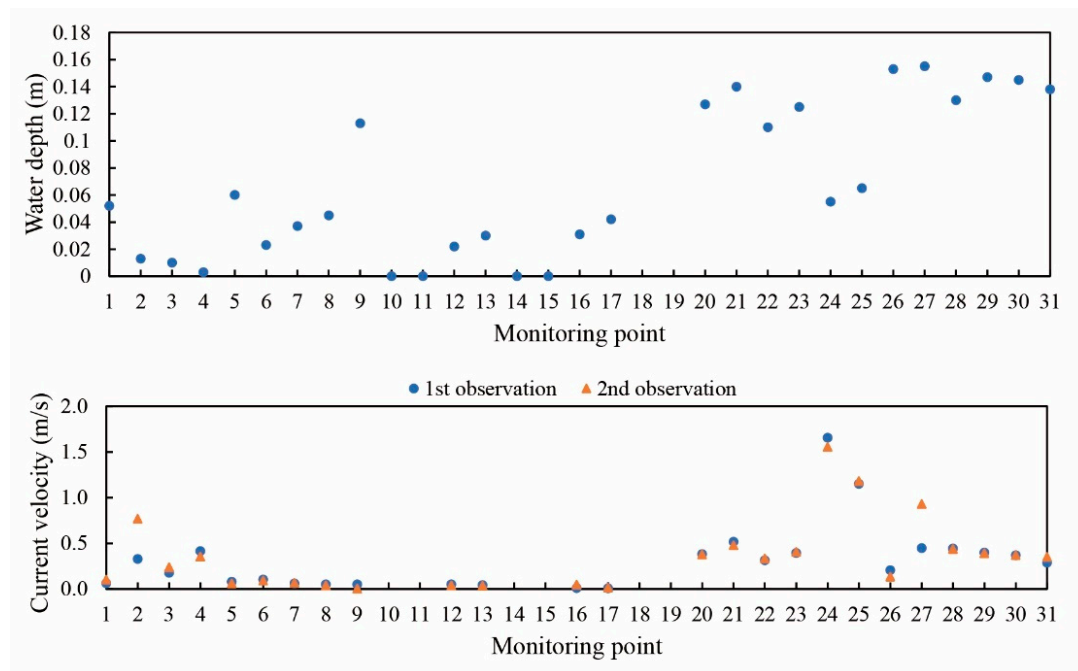 Water depth (m)
0.18
0.16
0.14
0.12
0.1
0.08
0.06
0.04
0.02
0
1 2 3 4 5 6 7 8 9 10 11 12 13 14 15 16 17 18 19 20 21 22 23 24 25 26 27 28 29 30 31
Monitoring point
1st observation 2nd observation
Current velocity (m/s)
2.0
1.5
1.0
0.5
0.0
1 2 3 4 5 6 7 8 9 10 11 12 13 14 15 16 17 18 19 20 21 22 23 24 25 26 27 28 29 30 31
Monitoring point